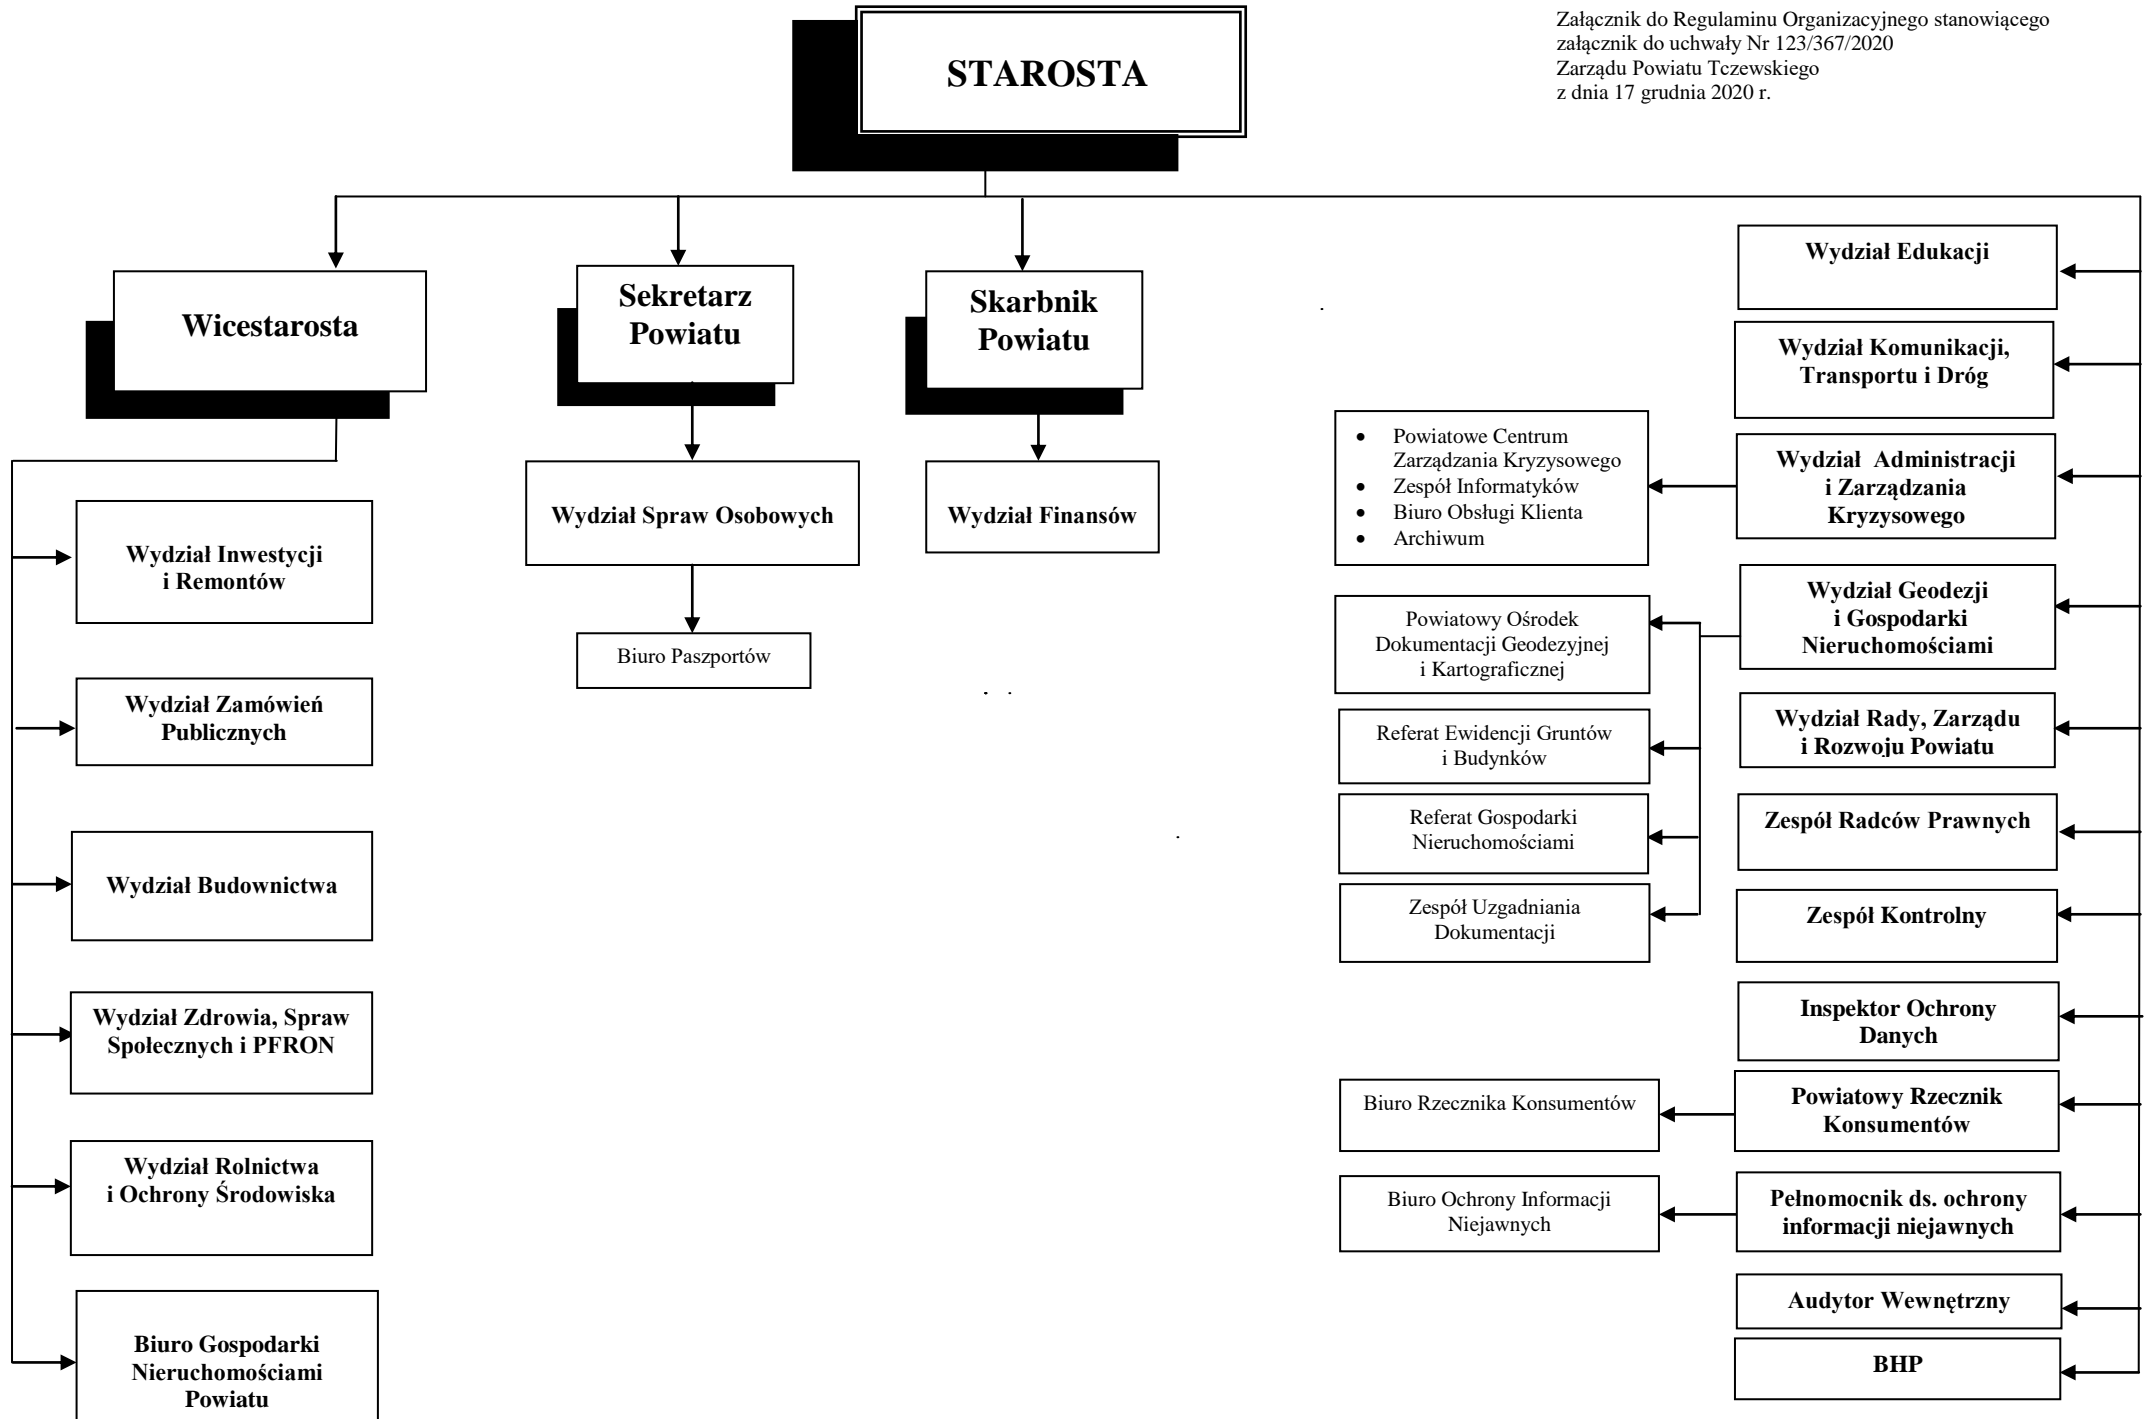 Załącznik do Regulaminu Organizacyjnego stanowiącego
załącznik do uchwały Nr 123/367/2020
Zarządu Powiatu Tczewskiego
z dnia 17 grudnia 2020 r.
STAROSTA
Wicestarosta
Sekretarz
Powiatu
Skarbnik
Powiatu
Wydział Inwestycji
i Remontów
Wydział Zamówień
Publicznych
Wydział Budownictwa
Wydział Zdrowia, Spraw
Społecznych i PFRON
Wydział Rolnictwa
i Ochrony Środowiska
Biuro Gospodarki
Nieruchomościami
Powiatu
Wydział Spraw Osobowych
Biuro Paszportów
Wydział Finansów
Wydział Edukacji
Wydział Komunikacji,
Transportu i Dróg
Wydział Administracji
i Zarządzania
Kryzysowego
• Powiatowe Centrum
Zarządzania Kryzysowego
• Zespół Informatyków
• Biuro Obsługi Klienta
• Archiwum
Wydział Geodezji
i Gospodarki
Nieruchomościami
Powiatowy Ośrodek
Dokumentacji Geodezyjnej
i Kartograficznej
Referat Ewidencji Gruntów
i Budynków
Referat Gospodarki
Nieruchomościami
Zespół Uzgadniania
Dokumentacji
Wydział Rady, Zarządu
i Rozwoju Powiatu
Zespół Radców Prawnych
Zespół Kontrolny
Inspektor Ochrony
Danych
Powiatowy Rzecznik
Konsumentów
Biuro Rzecznika Konsumentów
Pełnomocnik ds. ochrony
informacji niejawnych
Biuro Ochrony Informacji
Niejawnych
Audytor Wewnętrzny
BHP